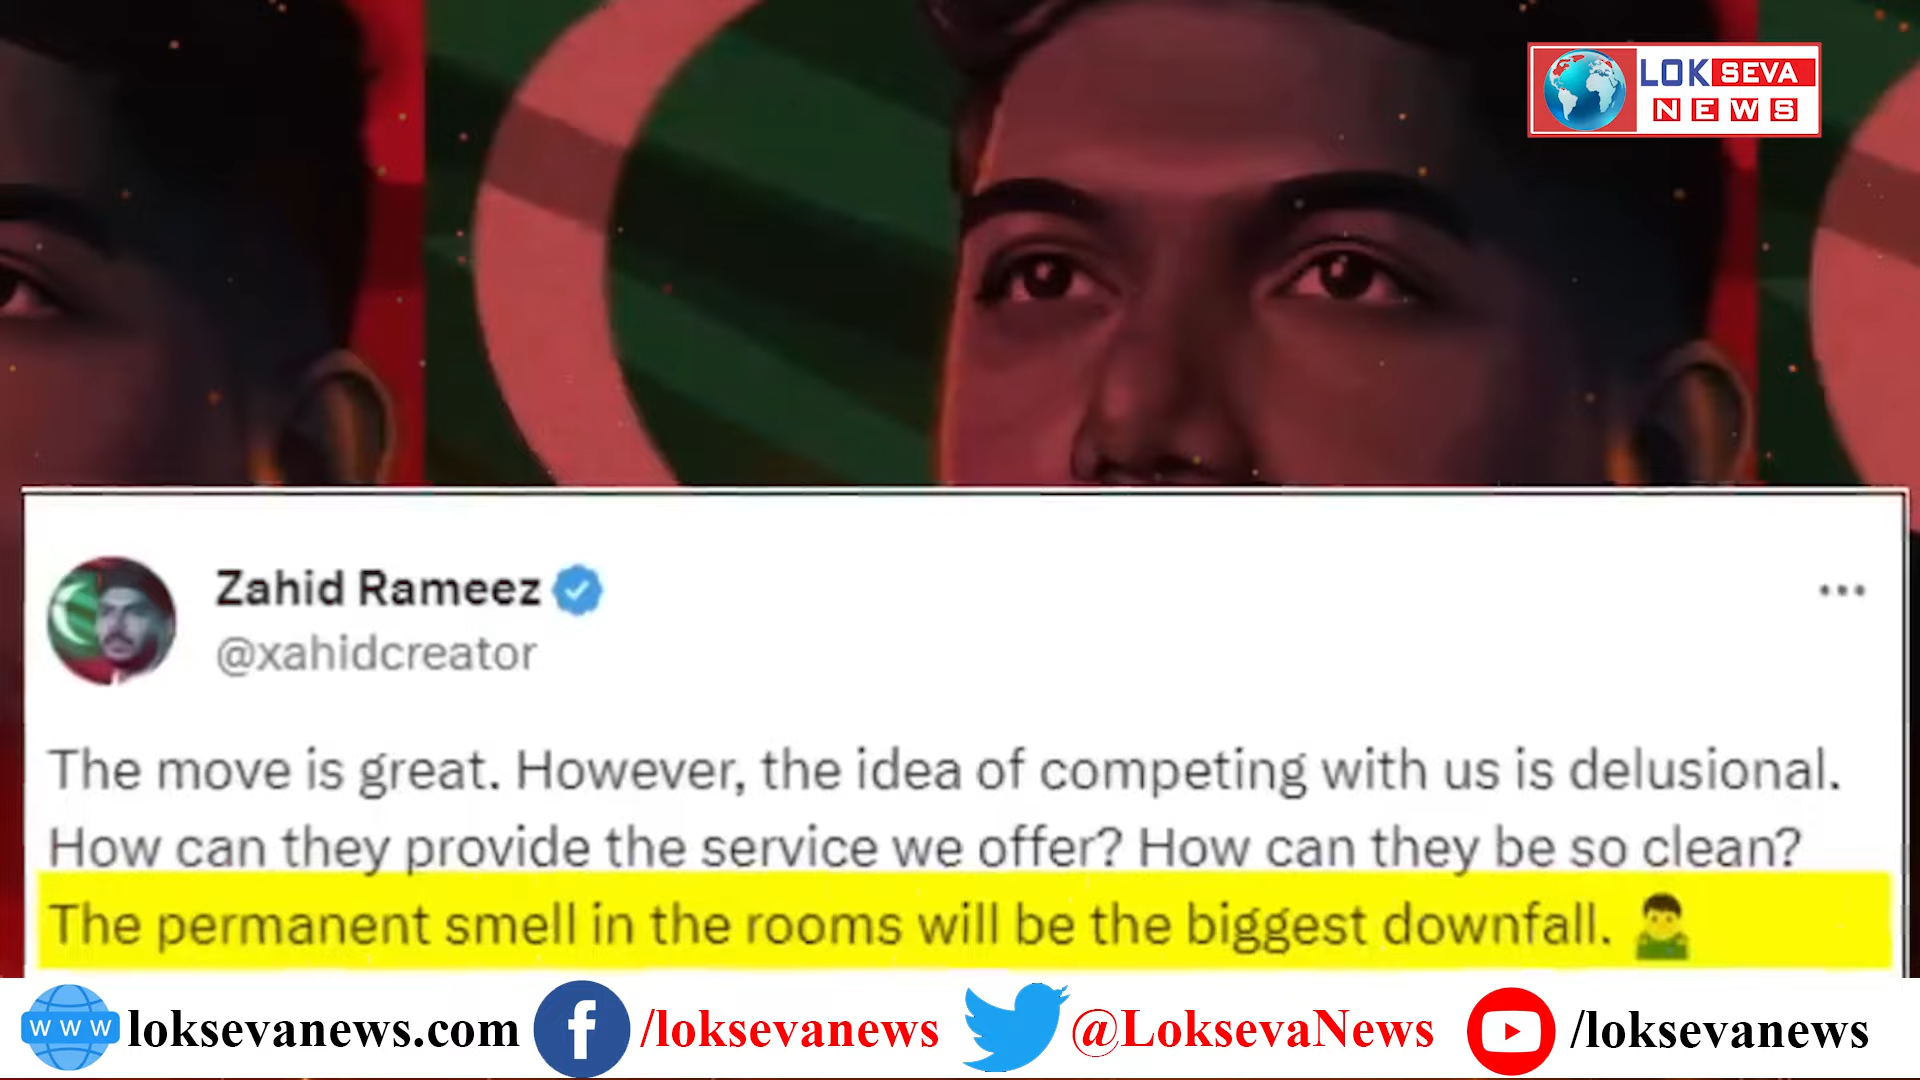 LOK SEVA
NEWS
Zahid Rameez
@xahidcreator
The move is great. However, the idea of competing with us is delusional.
How can they provide the service we offer? How can they be so clean?
The permanent smell in the rooms will be the biggest downfall.
www loksevanews.com /loksevanews @LoksevaNews /loksevanews